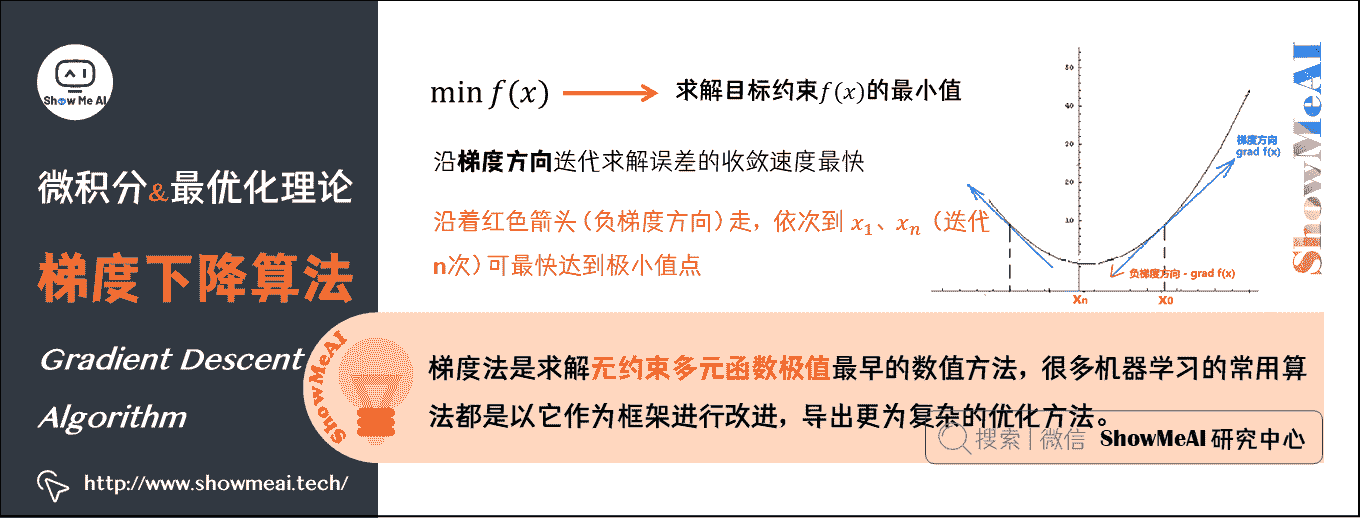 Show Me AI
微积分&最优化理论
梯度下降算法
Gradient Descent
Algorithm
http://www.showmeai.tech/
min f(x)
求解目标约束f(x)的最小值
沿梯度方向迭代求解误差的收敛速度最快
沿着红色箭头(负梯度方向)走，依次到 x₁、xₙ（迭代
n次)可最快达到极小值点
50
40
30
20
10
梯度方向
grad f(x)
负梯度方向 - grad f(x)
Xn
X0
ShowMeAI
ShowMeAI
梯度法是求解无约束多元函数极值最早的数值方法，很多机器学习的常用算
法都是以它作为框架进行改进，导出更为复杂的优化方法。
搜索|微信 ShowMeAI 研究中心